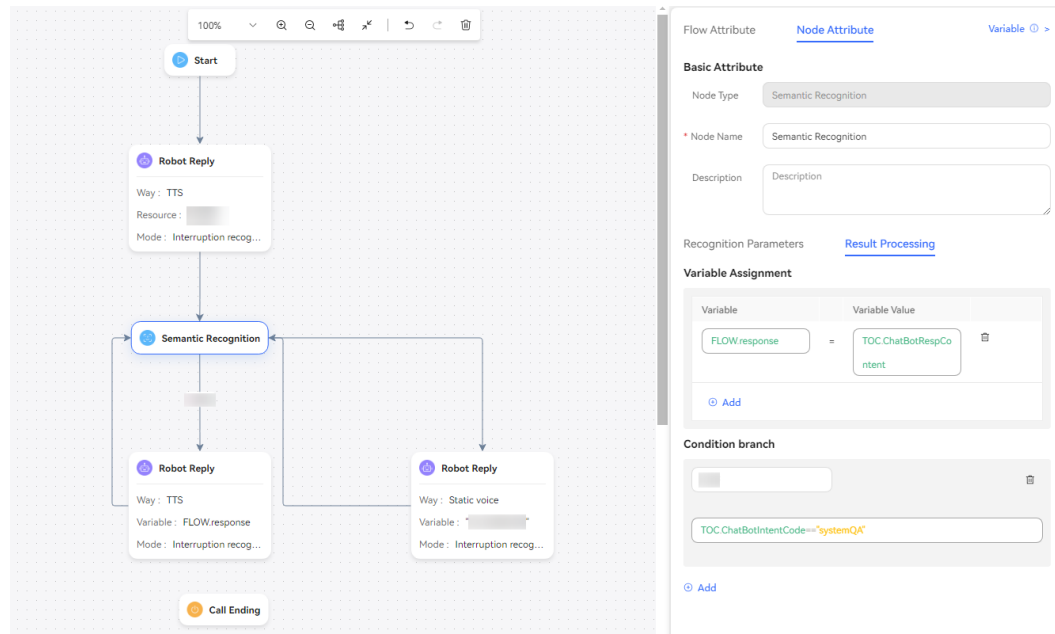 100%
Start
Robot Reply
Way : TTS
Resource :
Mode : Interruption recog...
Semantic Recognition
Robot Reply
Way : TTS
Variable : FLOW.response
Mode : Interruption recog...
Robot Reply
Way : Static voice
Variable : " "
Mode : Interruption recog...
Call Ending
Flow Attribute
Node Attribute
Variable >
Basic Attribute
Node Type
Semantic Recognition
* Node Name
Semantic Recognition
Description
Description
Recognition Parameters
Result Processing
Variable Assignment
Variable
Variable Value
FLOW.response
=
TOC.ChatBotRespCo
ntent
Add
Condition branch
TOC.ChatBotIntentCode=="systemQA"
Add